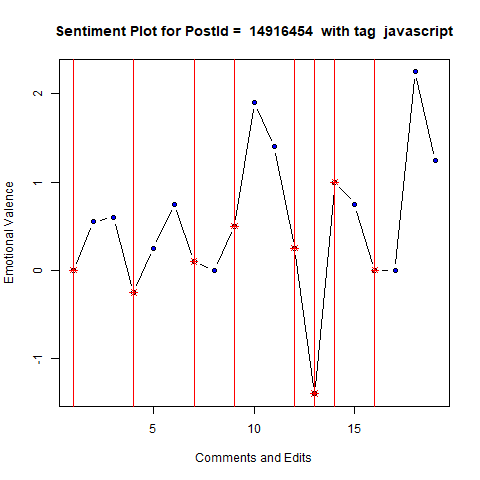 Sentiment Plot for PostId =  14916454  with tag  javascript
Emotional Valence
2
1
0
-1
5
10
15
Comments and Edits